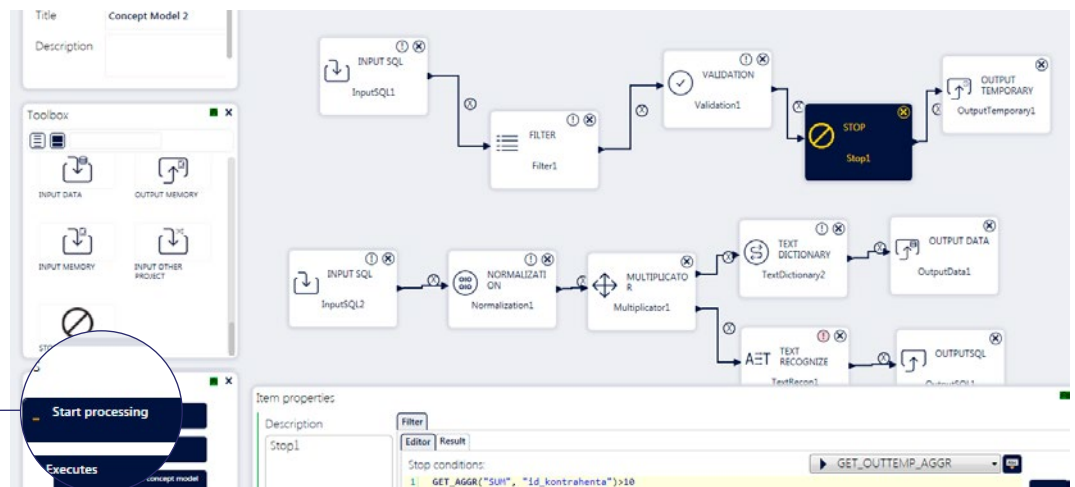 Title
Concept Model 2
Description
Toolbox
INPUT DATA
OUTPUT MEMORY
INPUT MEMORY
INPUT OTHER
PROJECT
Start processing
Executes
concept model
INPUT SQL
InputSQL1
FILTER
Filter1
VALIDATION
Validation1
STOP
Stop1
OUTPUT
TEMPORARY
OutputTemporary1
INPUT SQL
InputSQL2
NORMALIZATI
ON
Normalization1
MULTIPLICATO
R
Multiplicator1
TEXT
DICTIONARY
TextDictionary2
OUTPUT DATA
OutputData1
AET
TEXT
RECOGNIZE
TextRecon1
OUTPUTSQL
OutputSQL1
Item properties
Description
Stop1
Filter
Editor Result
Stop conditions:
GET_OUTTEMP_AGGR
1 GET_AGGR("SUM", "id_kontrahenta")>10